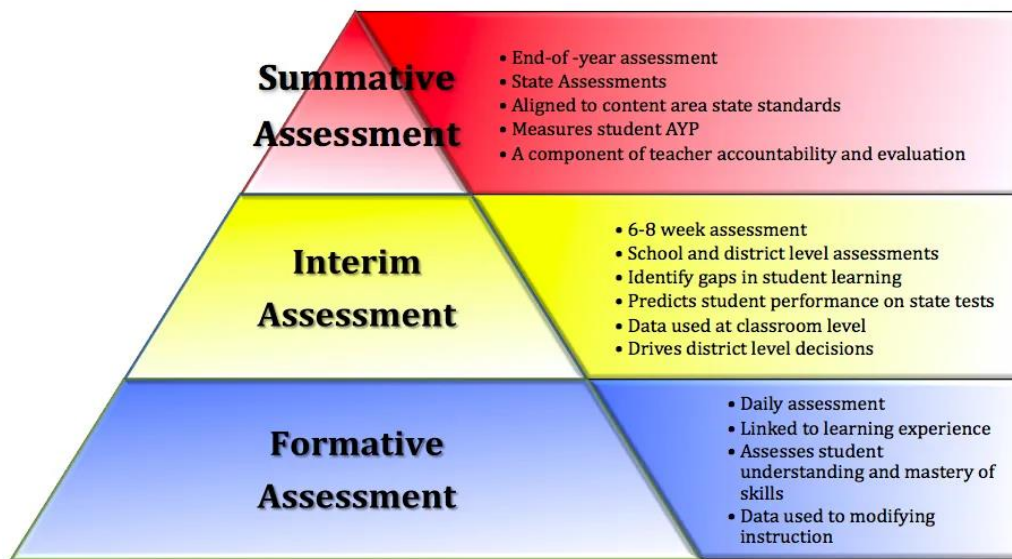 Summative
Assessment
• End-of -year assessment
• State Assessments
• Aligned to content area state standards
• Measures student AYP
• A component of teacher accountability and evaluation
Interim
Assessment
• 6-8 week assessment
• School and district level assessments
• Identify gaps in student learning
• Predicts student performance on state tests
• Data used at classroom level
• Drives district level decisions
Formative
Assessment
• Daily assessment
• Linked to learning experience
• Assesses student
understanding and mastery of
skills
• Data used to modifying
instruction